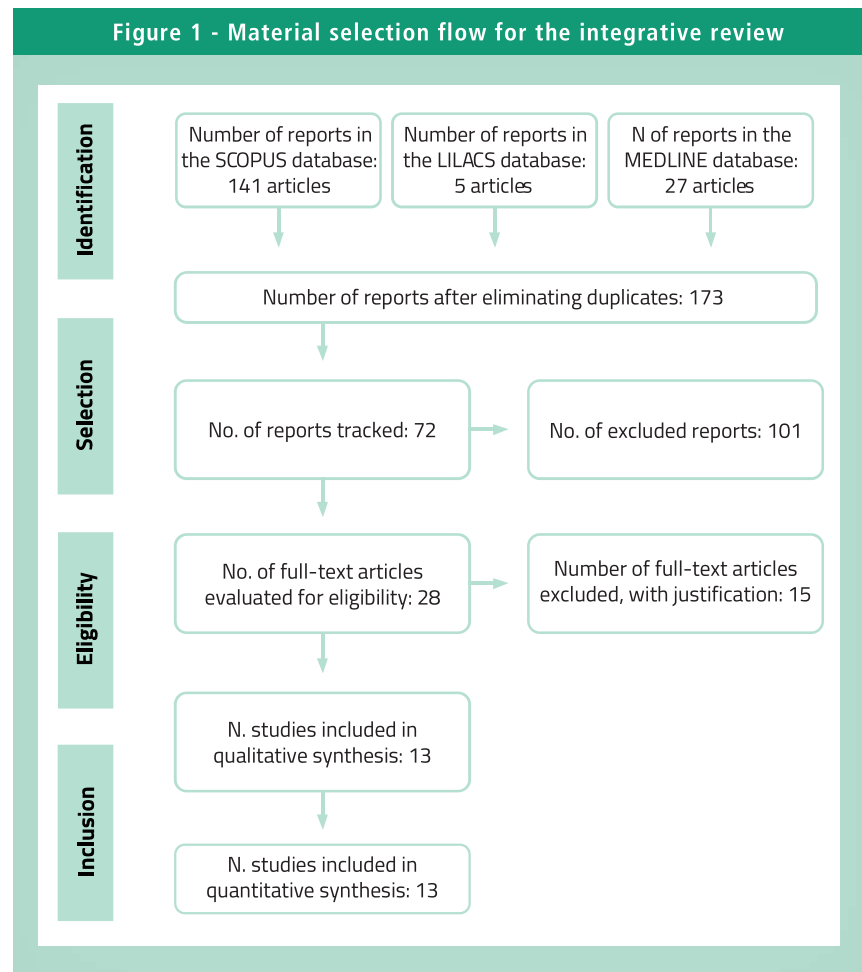 Figure 1 - Material selection flow for the integrative review
Identification
Number of reports in
the SCOPUS database:
141 articles
Number of reports in
the LILACS database:
5 articles
N of reports in the
MEDLINE database:
27 articles
Number of reports after eliminating duplicates: 173
Selection
No. of reports tracked: 72
No. of excluded reports: 101
Eligibility
No. of full-text articles
evaluated for eligibility: 28
Number of full-text articles
excluded, with justification: 15
N. studies included in
qualitative synthesis: 13
Inclusion
N. studies included in
quantitative synthesis: 13